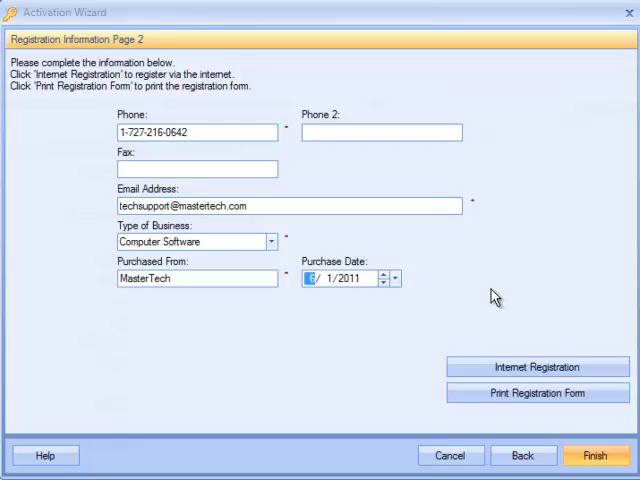 Activation Wizard
Registration Information Page 2
Please complete the information below.
Click 'Internet Registration' to register via the internet.
Click 'Print Registration Form' to print the registration form.
Phone: Phone 2:
1-727-216-0642 *
Fax:
Email Address:
techsupport@mastertech.com *
Type of Business:
Computer Software *
Purchased From: Purchase Date:
MasterTech * 6/ 1/2011
Internet Registration
Print Registration Form
Help Cancel Back Finish